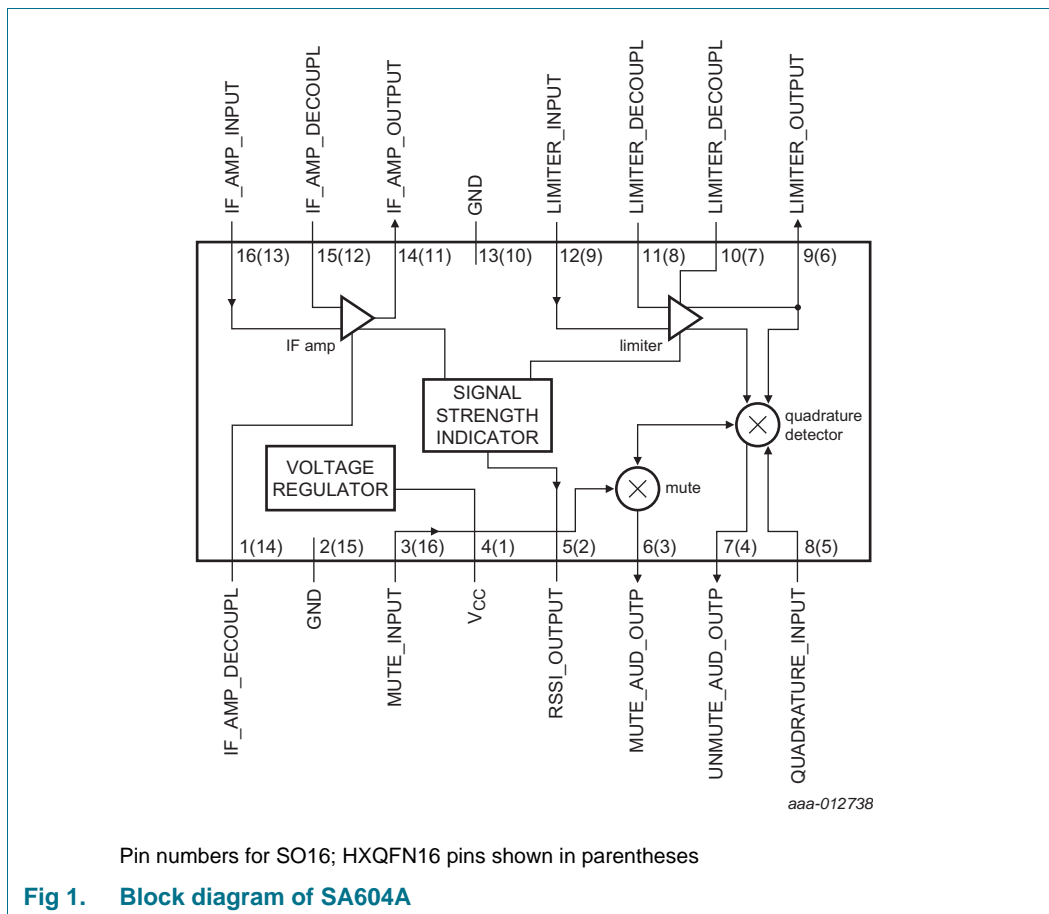 IF_AMP_INPUT
IF_AMP_DECOUPL
IF_AMP_OUTPUT
GND
LIMITER_INPUT
LIMITER_DECOUPL
LIMITER_DECOUPL
LIMITER_OUTPUT
16(13)
15(12)
14(11)
13(10)
12(9)
11(8)
10(7)
9(6)
IF amp
limiter
SIGNAL
STRENGTH
INDICATOR
quadrature
detector
VOLTAGE
REGULATOR
mute
1(14)
2(15)
3(16)
4(1)
5(2)
6(3)
7(4)
8(5)
IF_AMP_DECOUPL
GND
MUTE_INPUT
VCC
RSSI_OUTPUT
MUTE_AUD_OUTP
UNMUTE_AUD_OUTP
QUADRATURE_INPUT
aaa-012738
Pin numbers for SO16; HXQFN16 pins shown in parentheses
Fig 1. Block diagram of SA604A